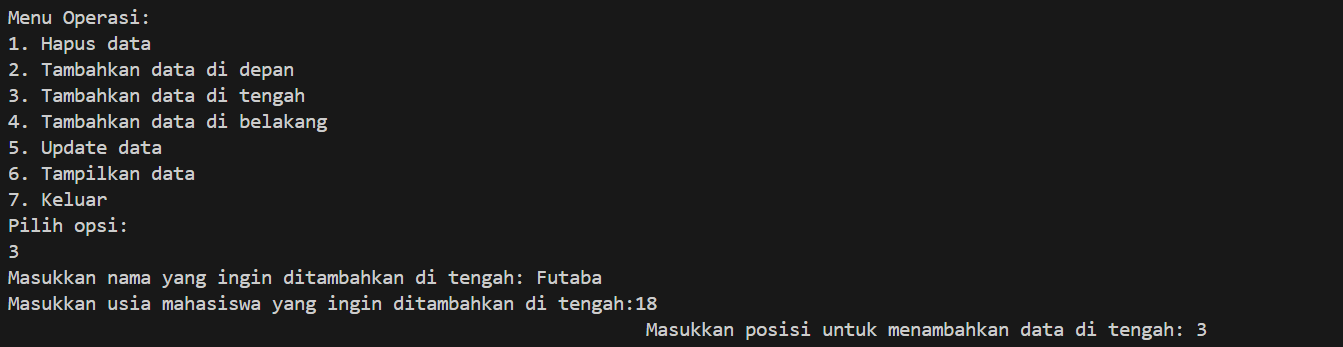 Menu Operasi:
1. Hapus data
2. Tambahkan data di depan
3. Tambahkan data di tengah
4. Tambahkan data di belakang
5. Update data
6. Tampilkan data
7. Keluar
Pilih opsi:
3
Masukkan nama yang ingin ditambahkan di tengah: Futaba
Masukkan usia mahasiswa yang ingin ditambahkan di tengah:18
Masukkan posisi untuk menambahkan data di tengah: 3